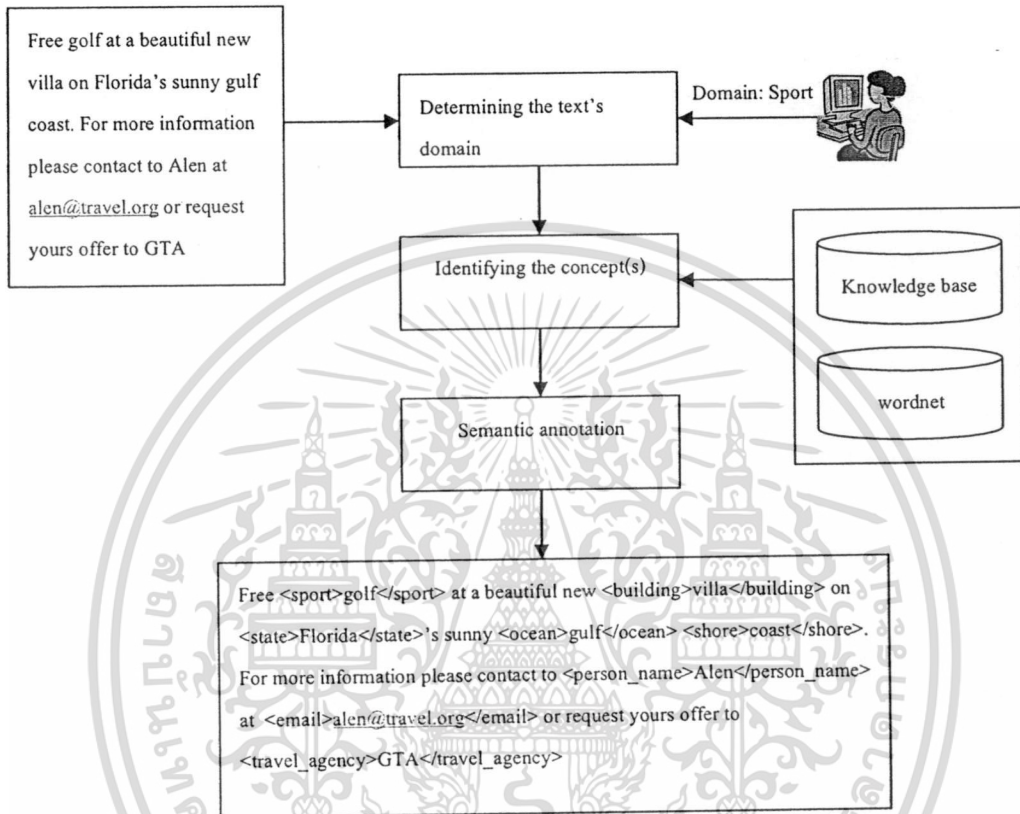 Free golf at a beautiful new
villa on Florida's sunny gulf
coast. For more information
please contact to Alen at
alen@travel.org or request
yours offer to GTA
Determining the text's
domain
Domain: Sport
Identifying the concept(s)
Knowledge base
wordnet
Semantic annotation
Free <sport>golf</sport> at a beautiful new <building>villa</building> on
<state>Florida</state>'s sunny <ocean>gulf</ocean> <shore>coast</shore>.
For more information please contact to <person_name>Alen</person_name>
at <email>alen@travel.org</email> or request yours offer to
<travel_agency>GTA</travel_agency>